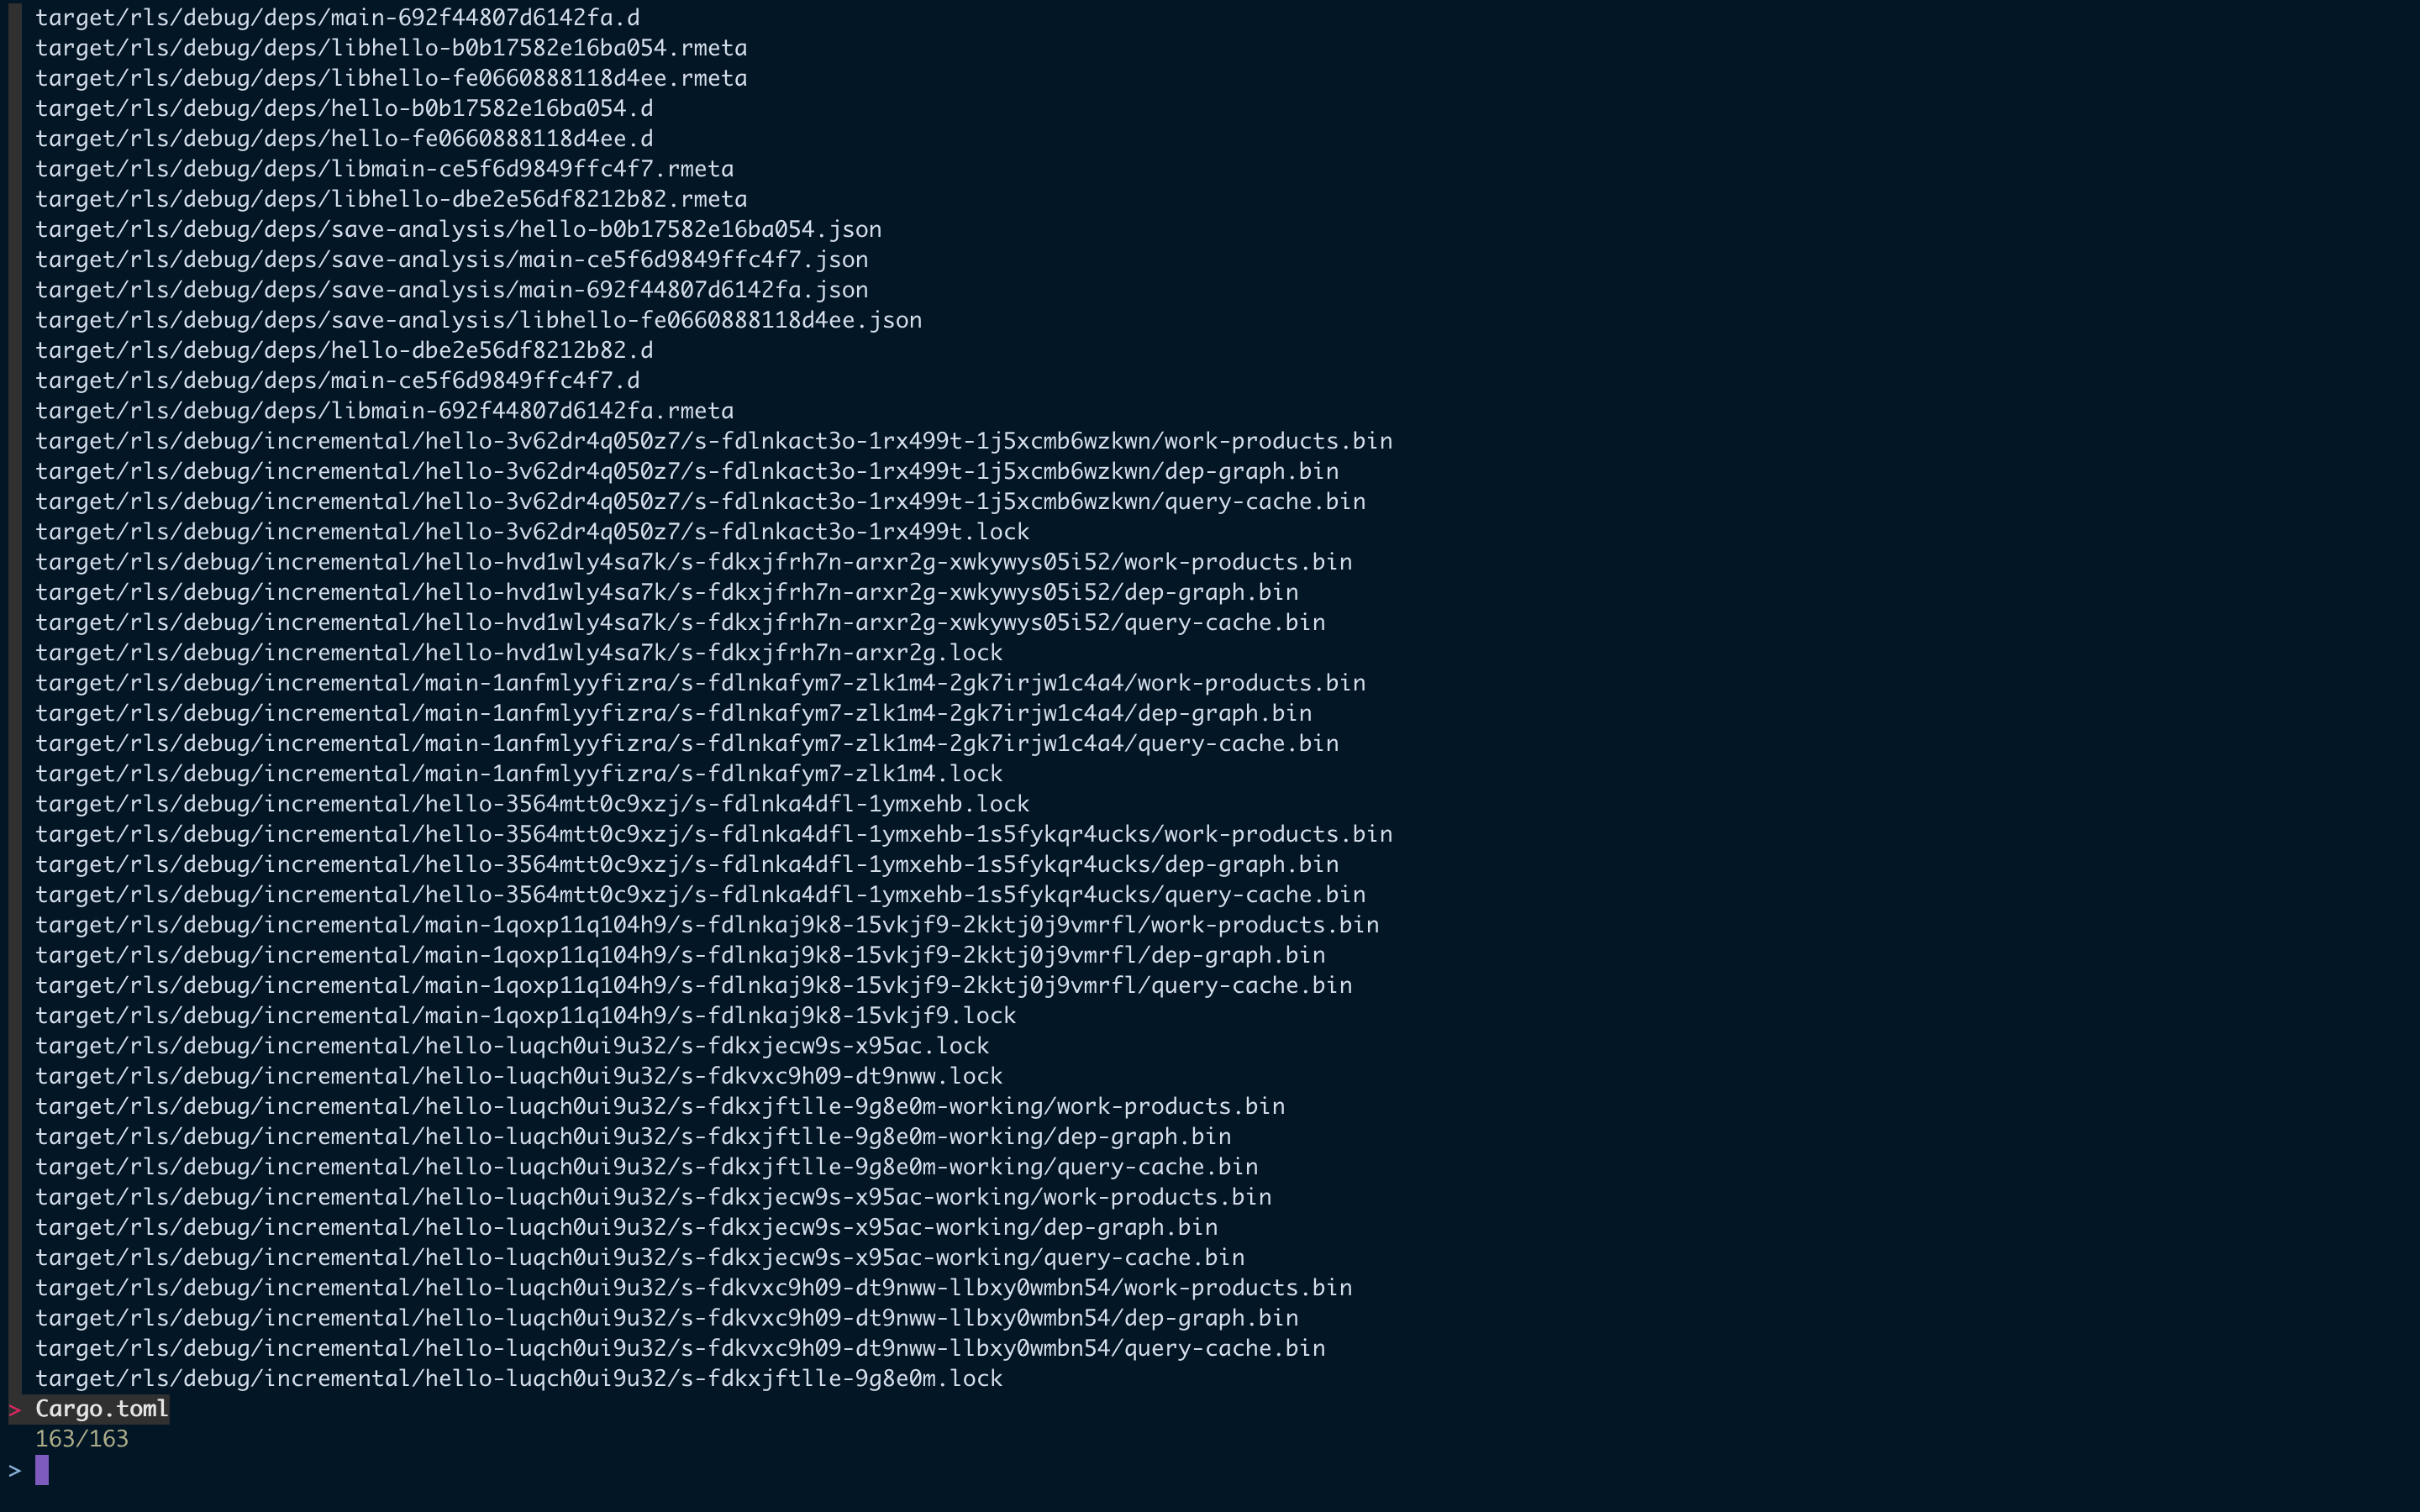 target/rls/debug/deps/main-692f44807d6142fa.d
target/rls/debug/deps/libhello-b0b17582e16ba054.rmeta
target/rls/debug/deps/libhello-fe0660888118d4ee.rmeta
target/rls/debug/deps/hello-b0b17582e16ba054.d
target/rls/debug/deps/hello-fe0660888118d4ee.d
target/rls/debug/deps/libmain-ce5f6d9849ffc4f7.rmeta
target/rls/debug/deps/libhello-dbe2e56df8212b82.rmeta
target/rls/debug/deps/save-analysis/hello-b0b17582e16ba054.json
target/rls/debug/deps/save-analysis/main-ce5f6d9849ffc4f7.json
target/rls/debug/deps/save-analysis/main-692f44807d6142fa.json
target/rls/debug/deps/save-analysis/libhello-fe0660888118d4ee.json
target/rls/debug/deps/hello-dbe2e56df8212b82.d
target/rls/debug/deps/main-ce5f6d9849ffc4f7.d
target/rls/debug/deps/libmain-692f44807d6142fa.rmeta
target/rls/debug/incremental/hello-3v62dr4q050z7/s-fdlnkact3o-1rx499t-1j5xcmb6wzkwn/work-products.bin
target/rls/debug/incremental/hello-3v62dr4q050z7/s-fdlnkact3o-1rx499t-1j5xcmb6wzkwn/dep-graph.bin
target/rls/debug/incremental/hello-3v62dr4q050z7/s-fdlnkact3o-1rx499t-1j5xcmb6wzkwn/query-cache.bin
target/rls/debug/incremental/hello-3v62dr4q050z7/s-fdlnkact3o-1rx499t.lock
target/rls/debug/incremental/hello-hvd1wly4sa7k/s-fdkxjfrh7n-arxr2g-xwkywys05i52/work-products.bin
target/rls/debug/incremental/hello-hvd1wly4sa7k/s-fdkxjfrh7n-arxr2g-xwkywys05i52/dep-graph.bin
target/rls/debug/incremental/hello-hvd1wly4sa7k/s-fdkxjfrh7n-arxr2g-xwkywys05i52/query-cache.bin
target/rls/debug/incremental/hello-hvd1wly4sa7k/s-fdkxjfrh7n-arxr2g.lock
target/rls/debug/incremental/main-1anfmlyyfizra/s-fdlnkafym7-zlk1m4-2gk7irjw1c4a4/work-products.bin
target/rls/debug/incremental/main-1anfmlyyfizra/s-fdlnkafym7-zlk1m4-2gk7irjw1c4a4/dep-graph.bin
target/rls/debug/incremental/main-1anfmlyyfizra/s-fdlnkafym7-zlk1m4-2gk7irjw1c4a4/query-cache.bin
target/rls/debug/incremental/main-1anfmlyyfizra/s-fdlnkafym7-zlk1m4.lock
target/rls/debug/incremental/hello-3564mtt0c9xzj/s-fdlnka4dfl-1ymxehb.lock
target/rls/debug/incremental/hello-3564mtt0c9xzj/s-fdlnka4dfl-1ymxehb-1s5fykqr4ucks/work-products.bin
target/rls/debug/incremental/hello-3564mtt0c9xzj/s-fdlnka4dfl-1ymxehb-1s5fykqr4ucks/dep-graph.bin
target/rls/debug/incremental/hello-3564mtt0c9xzj/s-fdlnka4dfl-1ymxehb-1s5fykqr4ucks/query-cache.bin
target/rls/debug/incremental/main-1qoxp11q104h9/s-fdlnkaj9k8-15vkjf9-2kktj0j9vmrfl/work-products.bin
target/rls/debug/incremental/main-1qoxp11q104h9/s-fdlnkaj9k8-15vkjf9-2kktj0j9vmrfl/dep-graph.bin
target/rls/debug/incremental/main-1qoxp11q104h9/s-fdlnkaj9k8-15vkjf9-2kktj0j9vmrfl/query-cache.bin
target/rls/debug/incremental/main-1qoxp11q104h9/s-fdlnkaj9k8-15vkjf9.lock
target/rls/debug/incremental/hello-luqch0ui9u32/s-fdkxjecw9s-x95ac.lock
target/rls/debug/incremental/hello-luqch0ui9u32/s-fdkvxc9h09-dt9nww.lock
target/rls/debug/incremental/hello-luqch0ui9u32/s-fdkxjftlle-9g8e0m-working/work-products.bin
target/rls/debug/incremental/hello-luqch0ui9u32/s-fdkxjftlle-9g8e0m-working/dep-graph.bin
target/rls/debug/incremental/hello-luqch0ui9u32/s-fdkxjftlle-9g8e0m-working/query-cache.bin
target/rls/debug/incremental/hello-luqch0ui9u32/s-fdkxjecw9s-x95ac-working/work-products.bin
target/rls/debug/incremental/hello-luqch0ui9u32/s-fdkxjecw9s-x95ac-working/dep-graph.bin
target/rls/debug/incremental/hello-luqch0ui9u32/s-fdkxjecw9s-x95ac-working/query-cache.bin
target/rls/debug/incremental/hello-luqch0ui9u32/s-fdkvxc9h09-dt9nww-llbxy0wmbn54/work-products.bin
target/rls/debug/incremental/hello-luqch0ui9u32/s-fdkvxc9h09-dt9nww-llbxy0wmbn54/dep-graph.bin
target/rls/debug/incremental/hello-luqch0ui9u32/s-fdkvxc9h09-dt9nww-llbxy0wmbn54/query-cache.bin
target/rls/debug/incremental/hello-luqch0ui9u32/s-fdkxjftlle-9g8e0m.lock
> Cargo.toml
163/163
>